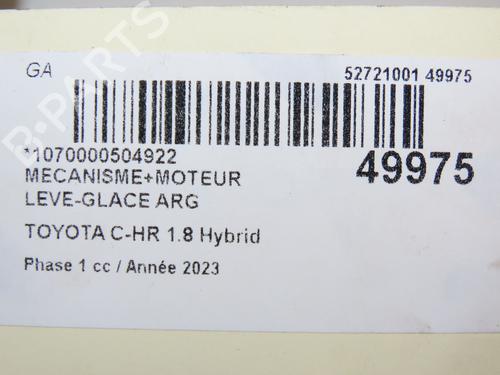 GA
52721001 49975
*1070000504922
49975
MECANISME+MOTEUR
LEVE-GLACE ARG
TOYOTA C-HR 1.8 Hybrid
Phase 1 cc / Année 2023
B-PARTS